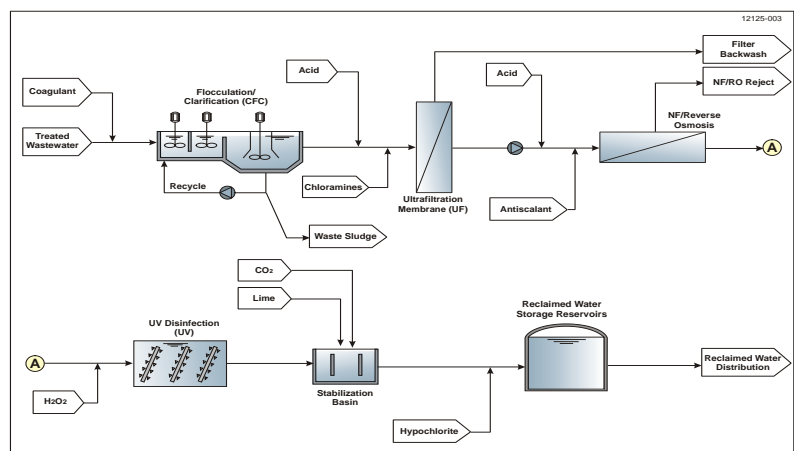 12125-003
Filter
Backwash
NF/RO Reject
Coagulant
Flocculation/
Clarification (CFC)
Acid
Acid
NF/Reverse
Osmosis
Treated
Wastewater
A
Recycle
Chloramines
Ultrafiltration
Membrane (UF)
Antiscalant
Waste Sludge
CO2
Lime
UV Disinfection
(UV)
Reclaimed Water
Storage Reservoirs
A
Reclaimed Water
Distribution
H2O2
Stabilization
Basin
Hypochlorite